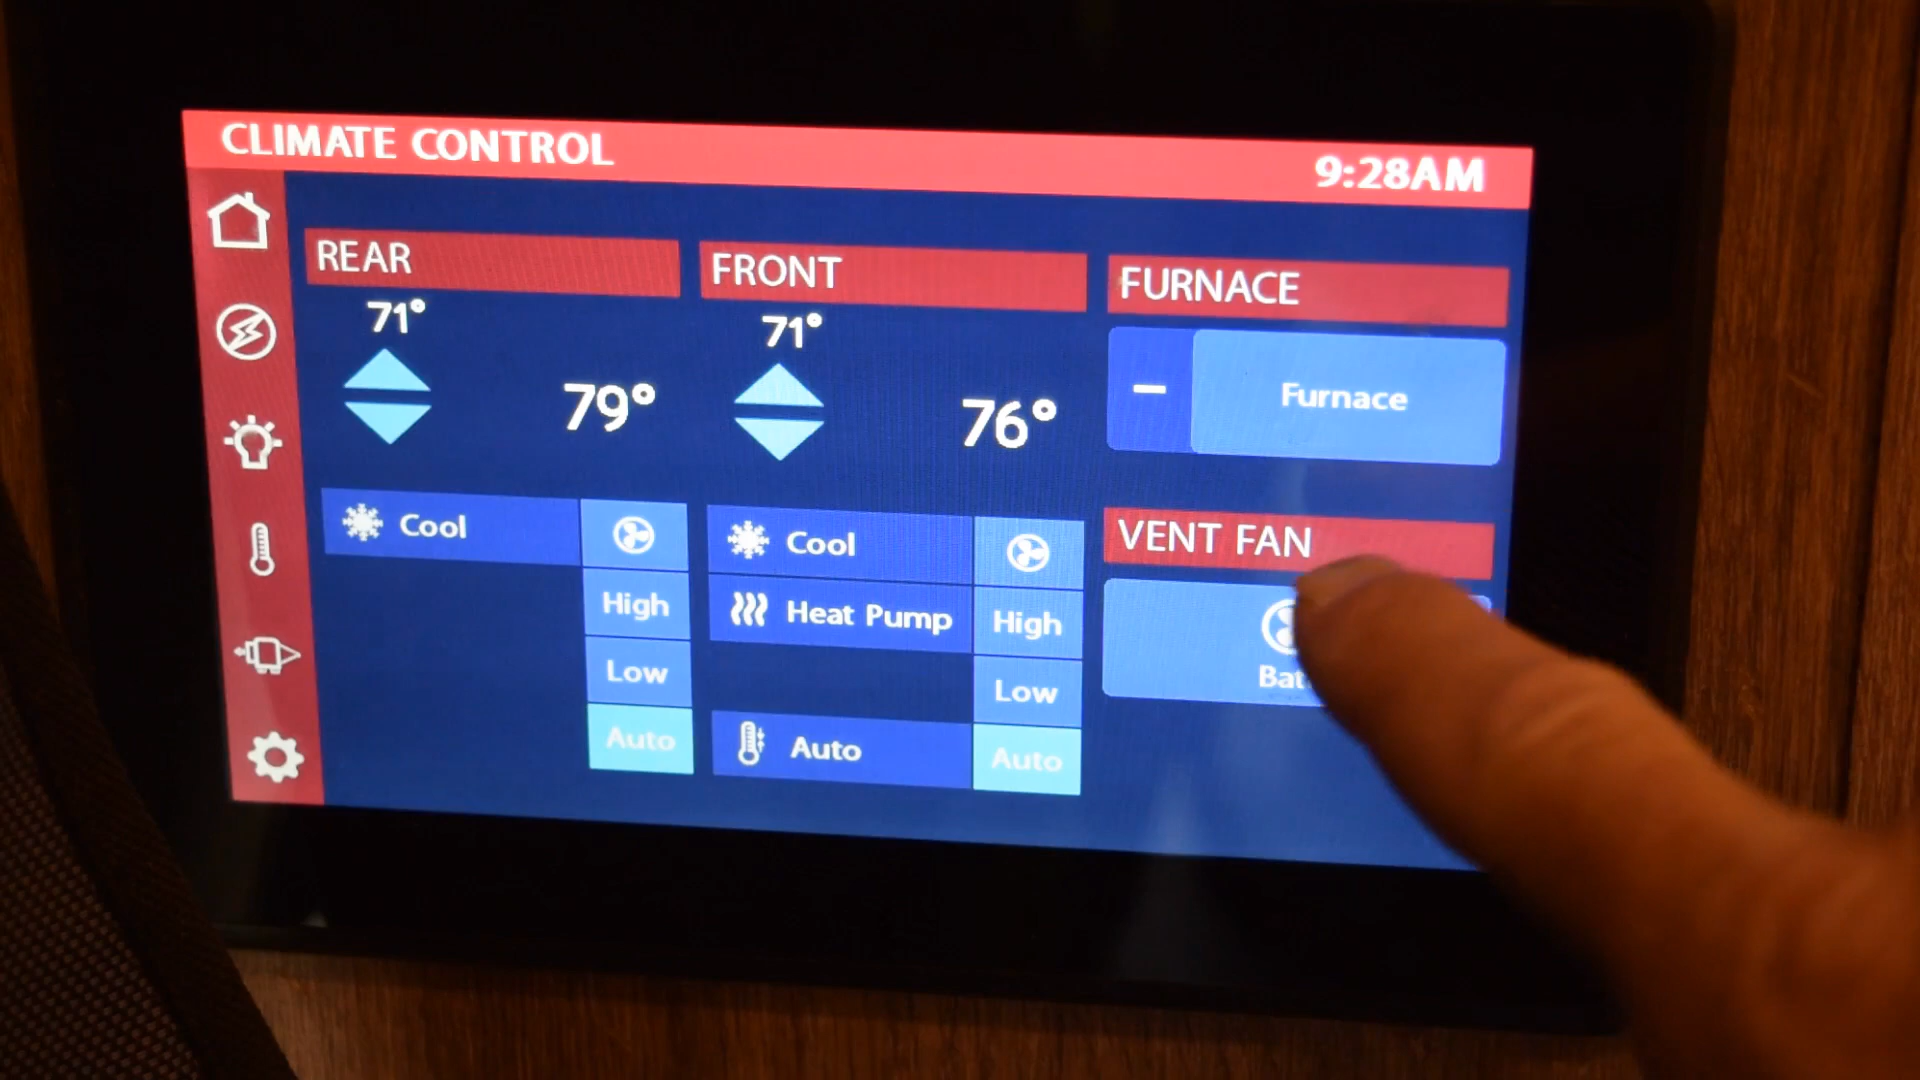 CLIMATE CONTROL
9:28AM
REAR
71°
79°
Cool
High
Low
Auto
FRONT
71°
76°
Cool
Heat Pump
Auto
High
Low
Auto
FURNACE
Furnace
VENT FAN